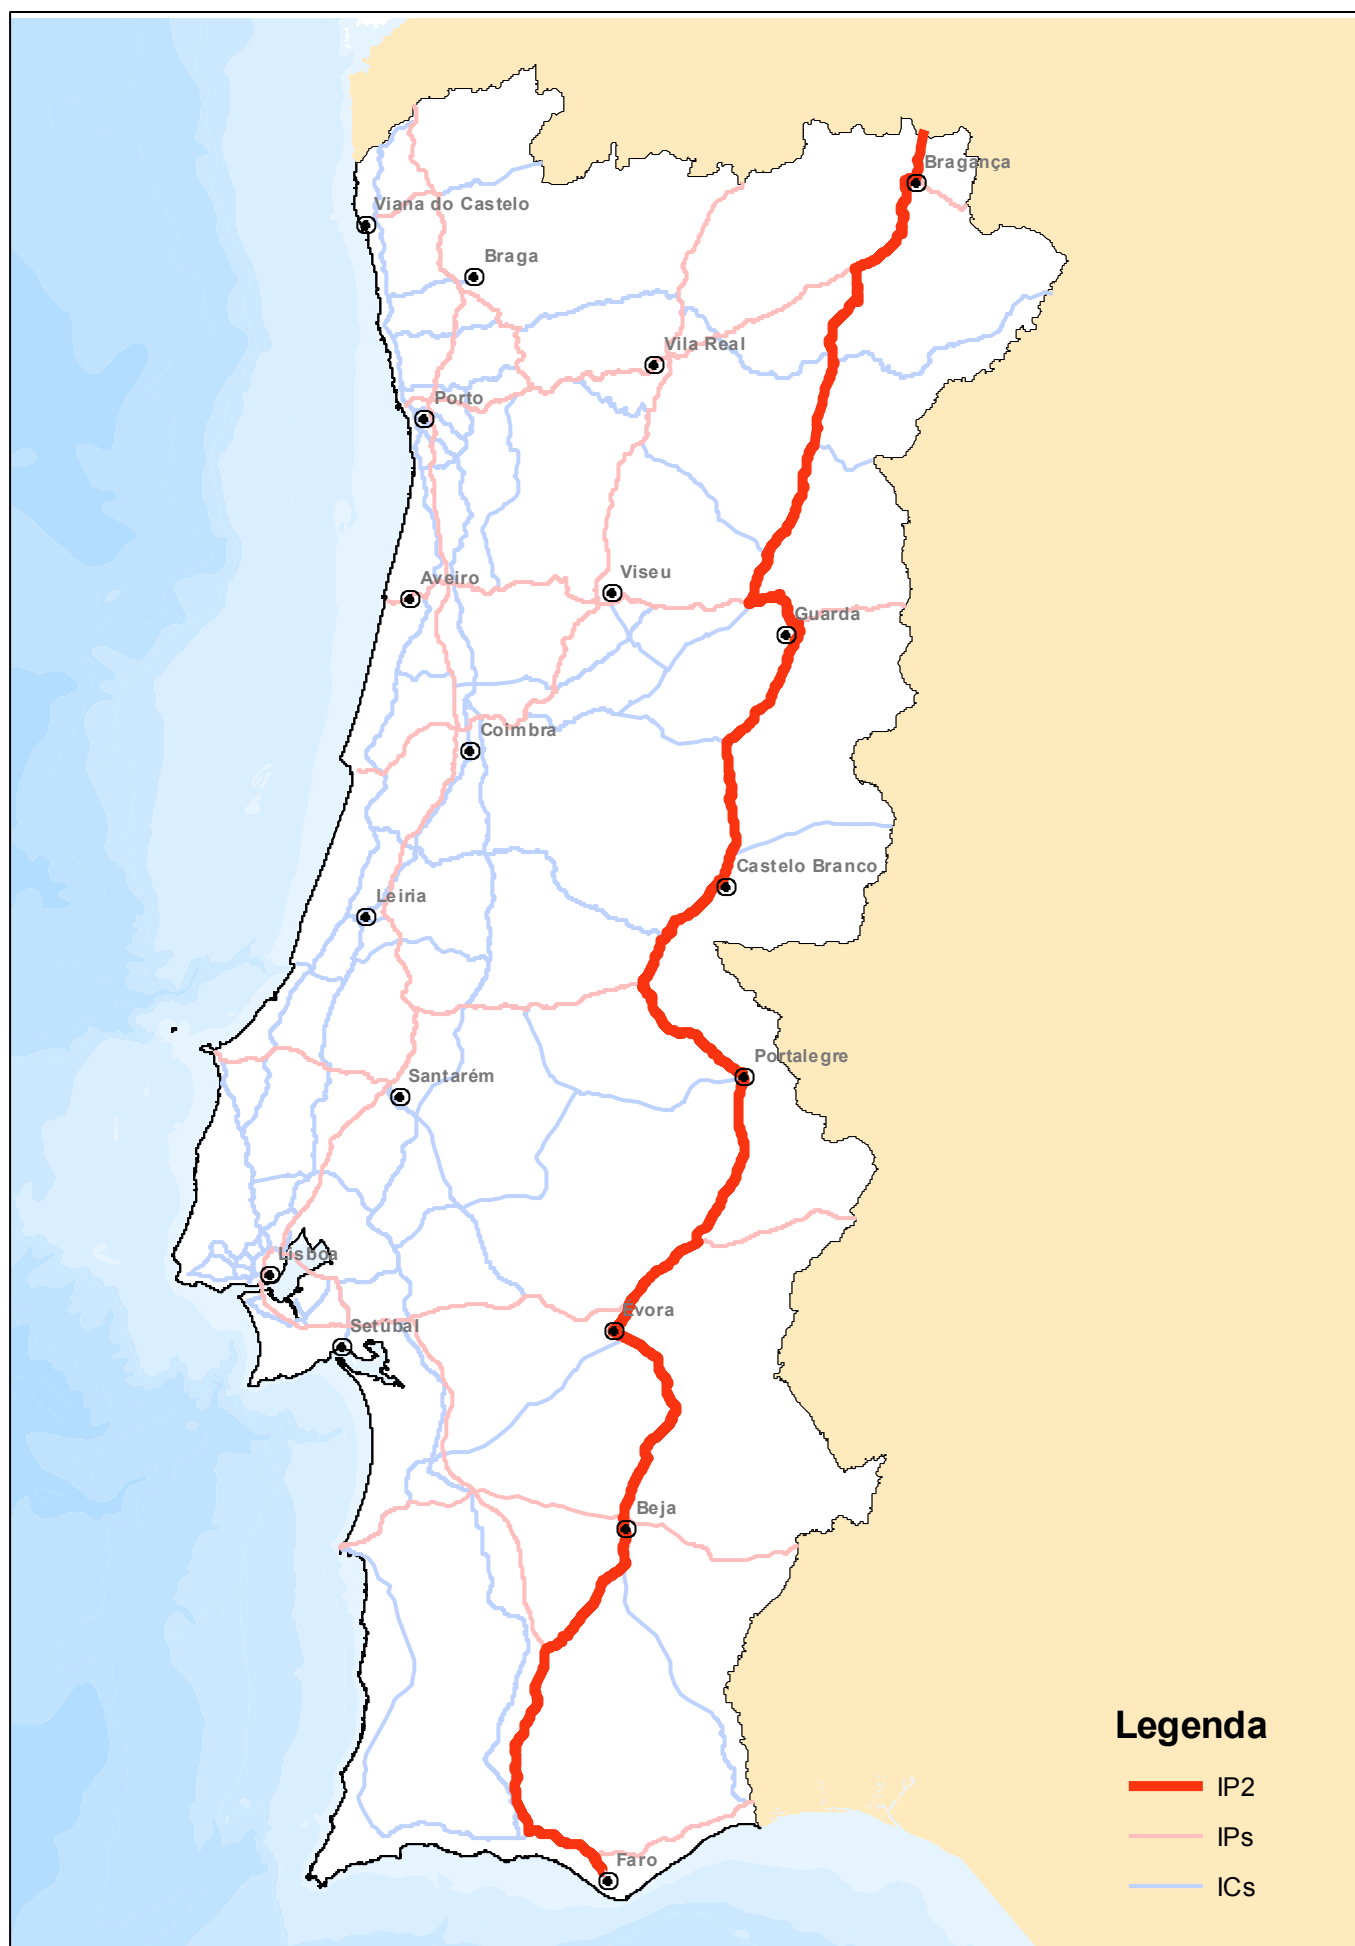 Bragança
Viana do Castelo
Braga
Vila Real
Porto
Aveiro
Viseu
Guarda
Coimbra
Castelo Branco
Leiria
Portalegre
Santarém
Lisboa
Évora
Setúbal
Beja
Faro
Legenda
IP2
IPs
ICs